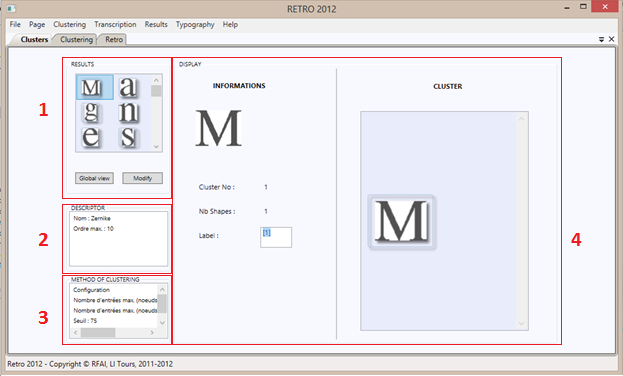 RETRO 2012
File Page Clustering Transcription Results Typography Help
Clusters Clustering Retro
RESULTS
M a
g n
e s
Global view Modify
1
DESCRIPTOR
Nom : Zernike
Ordre max. : 10
2
METHOD OF CLUSTERING
Configuration
Nombre d'entrées max. (noeuds
Nombre d'entrées max. (noeuds
Seuil : 75
3
DISPLAY
INFORMATIONS
M
Cluster No : 1
Nb Shapes : 1
Label :
CLUSTER
M
4
Retro 2012 - Copyright © RFAI, LI Tours, 2011-2012